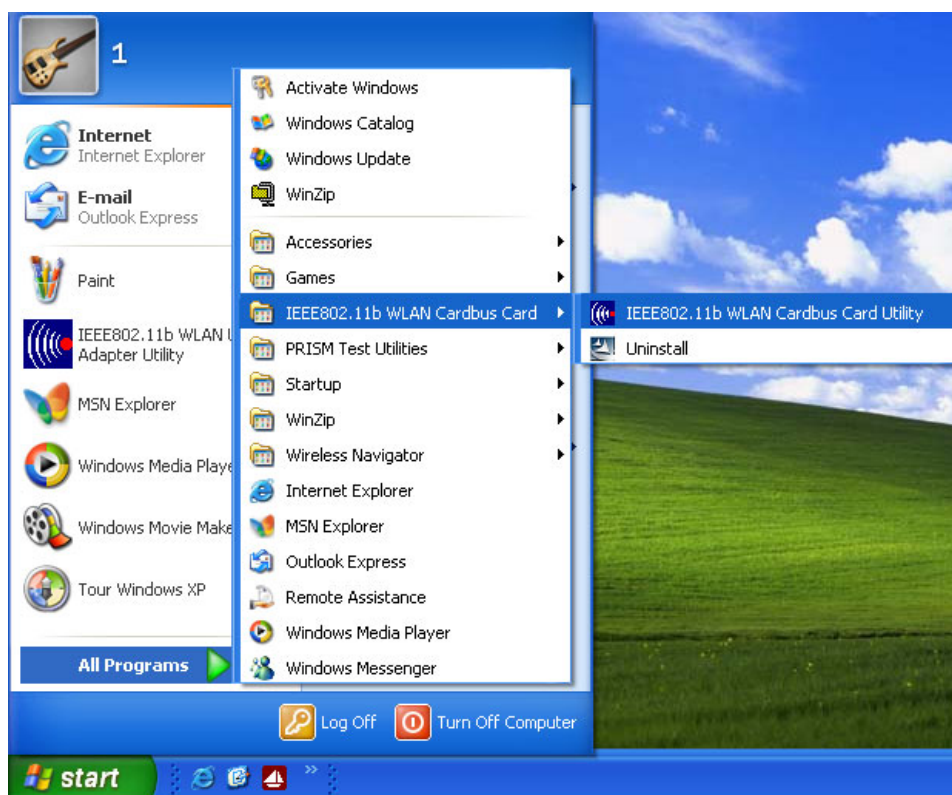 1
Internet
Internet Explorer
E-mail
Outlook Express
Paint
IEEE802.11b WLAN U
Adapter Utility
MSN Explorer
Windows Media Playe
Windows Movie Make
Tour Windows XP
All Programs
Activate Windows
Windows Catalog
Windows Update
WinZip
Accessories
Games
IEEE802.11b WLAN Cardbus Card
PRISM Test Utilities
Startup
WinZip
Wireless Navigator
Internet Explorer
MSN Explorer
Outlook Express
Remote Assistance
Windows Media Player
Windows Messenger
IEEE802.11b WLAN Cardbus Card Utility
Uninstall
Log Off
Turn Off Computer
start